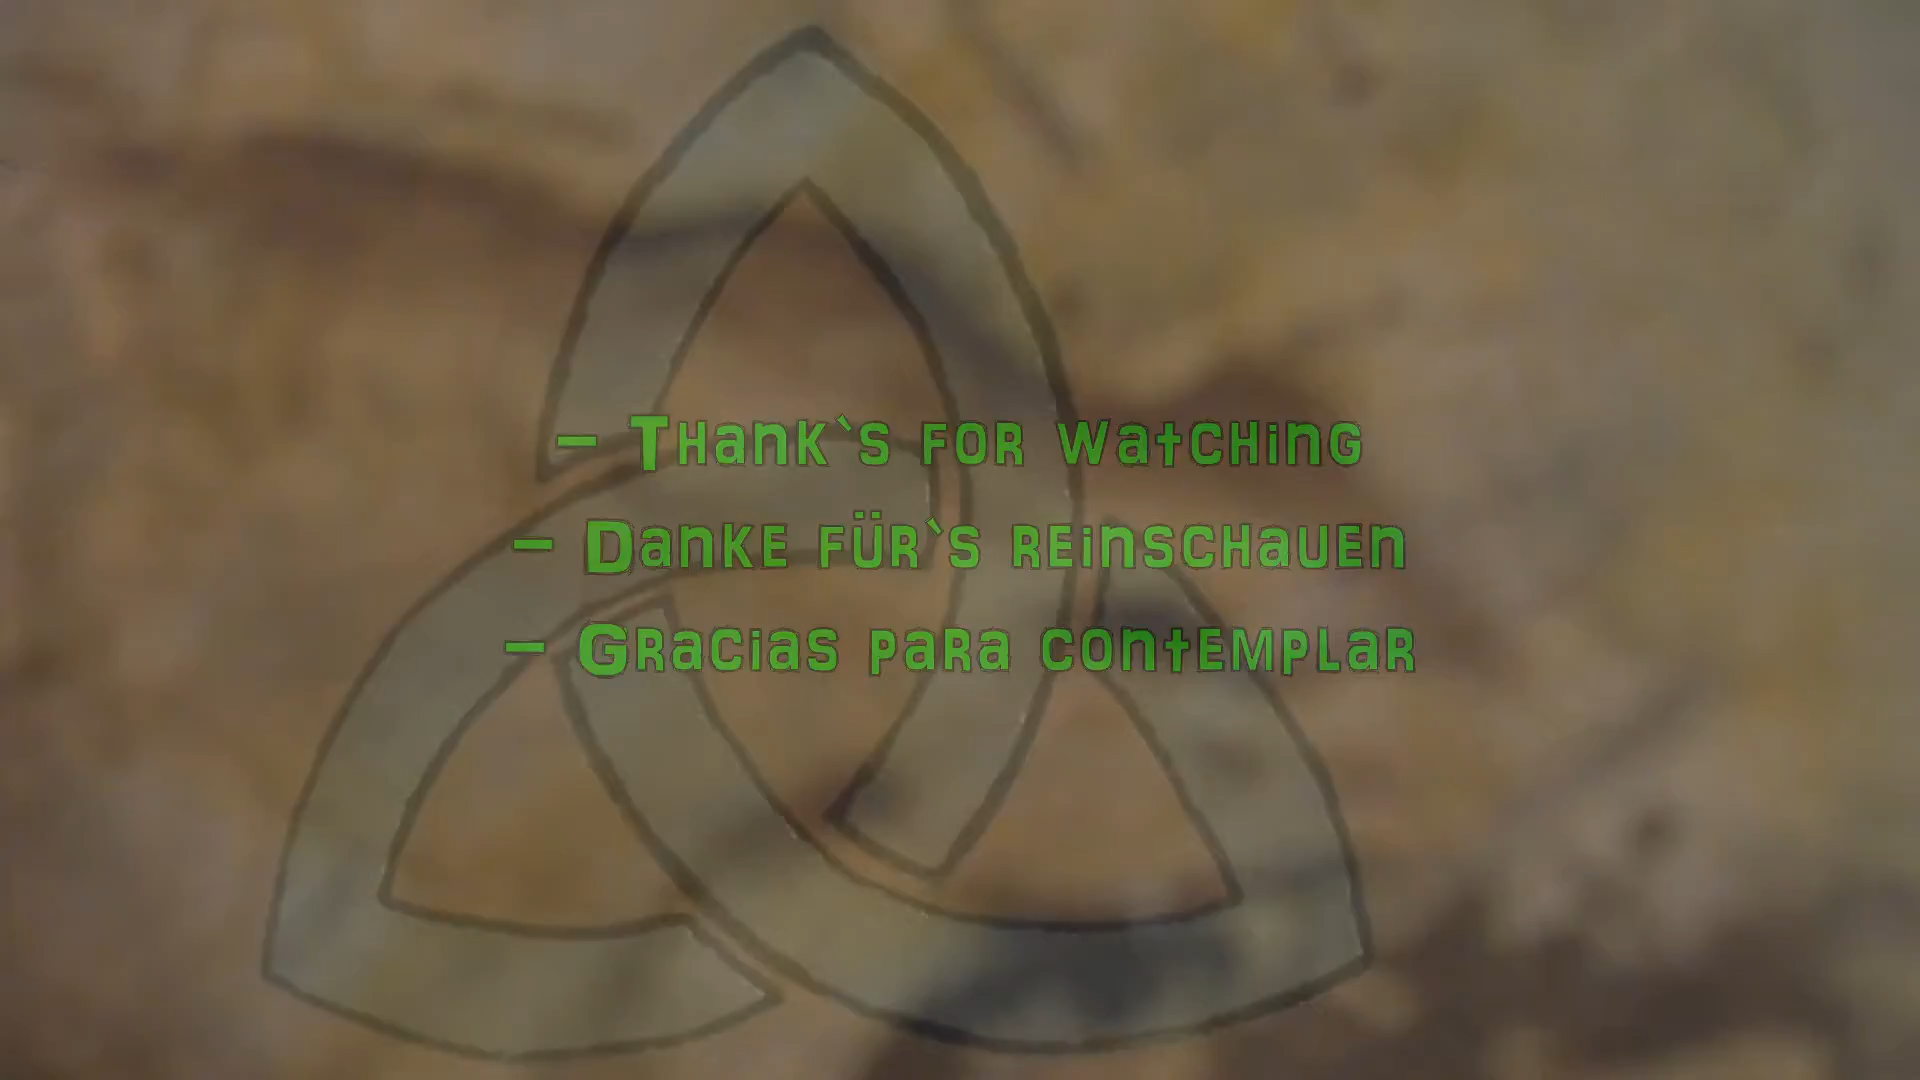 - Thank`s for watching
- Danke für`s reinschauen
- Gracias para contemplar